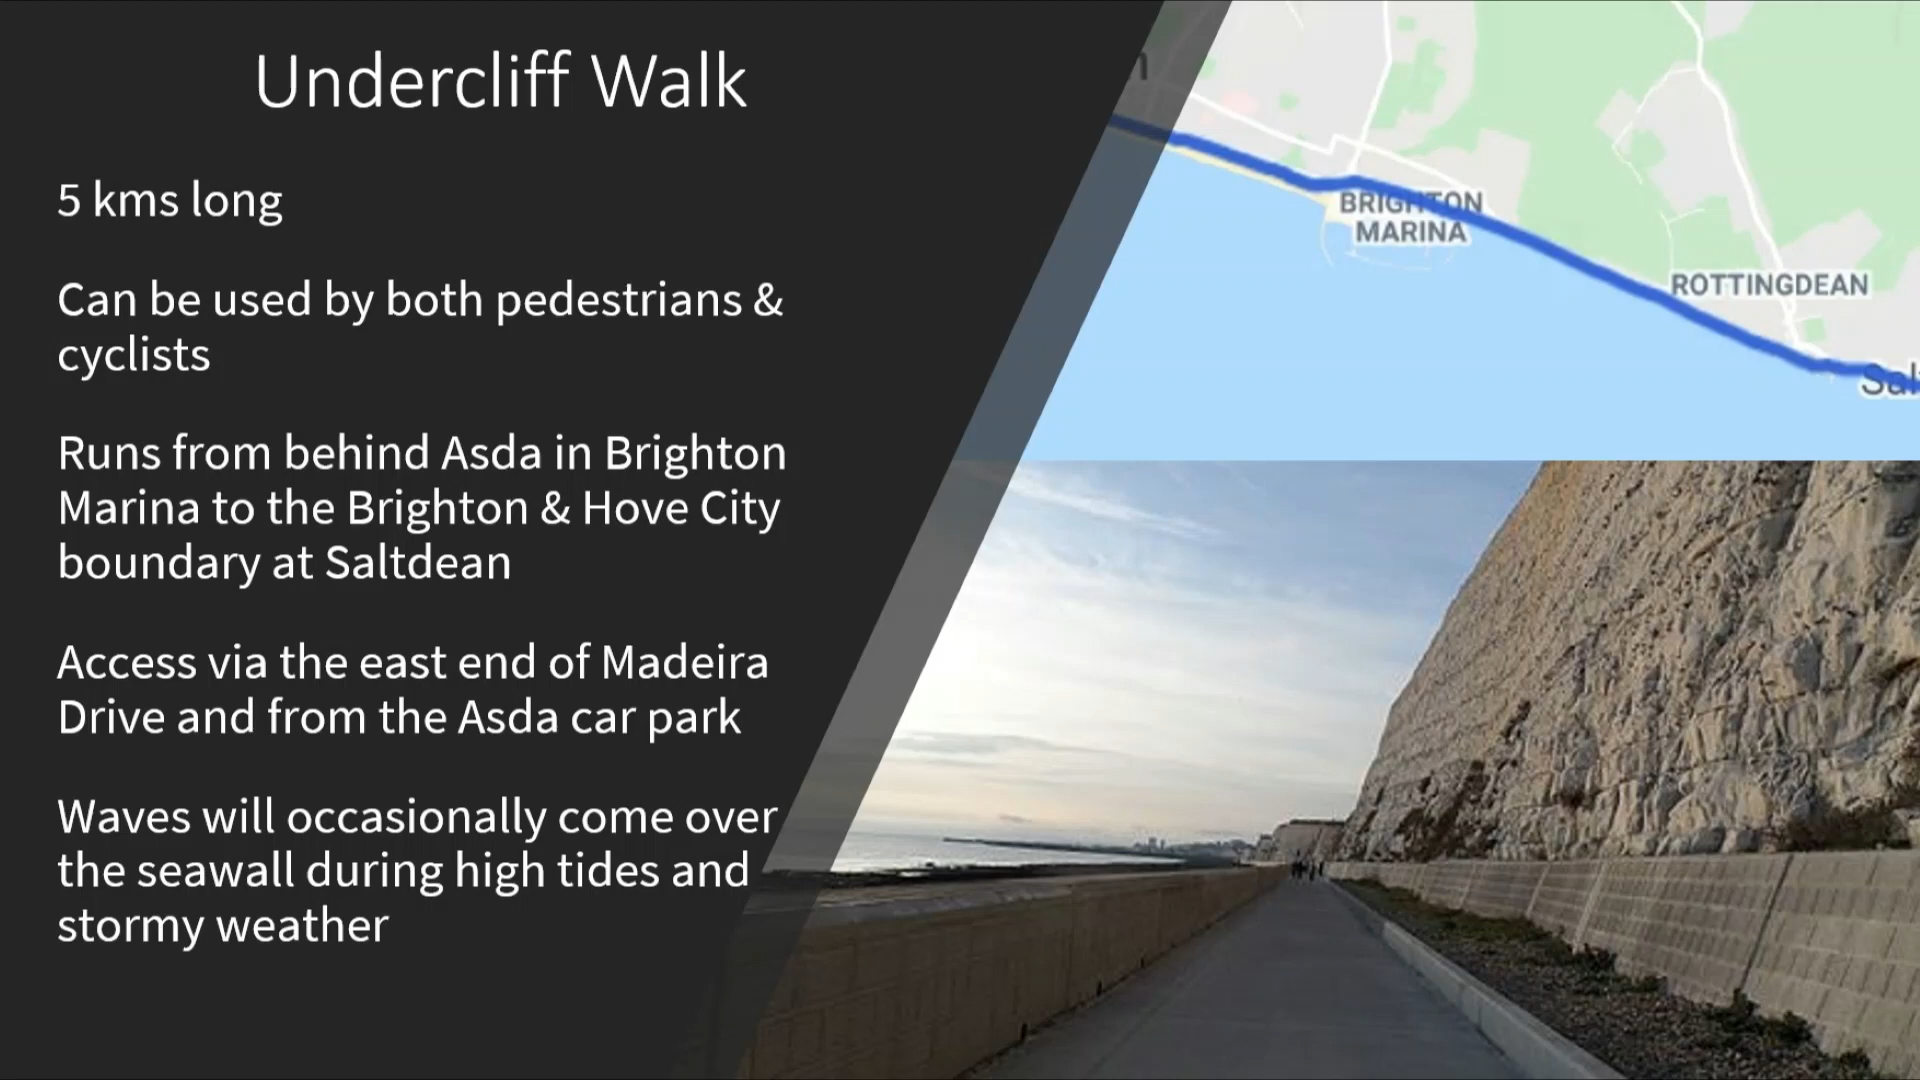 Undercliff Walk
5 kms long
Can be used by both pedestrians &
cyclists
Runs from behind Asda in Brighton
Marina to the Brighton & Hove City
boundary at Saltdean
Access via the east end of Madeira
Drive and from the Asda car park
Waves will occasionally come over
the seawall during high tides and
stormy weather
BRIGHTON
MARINA
ROTTINGDEAN